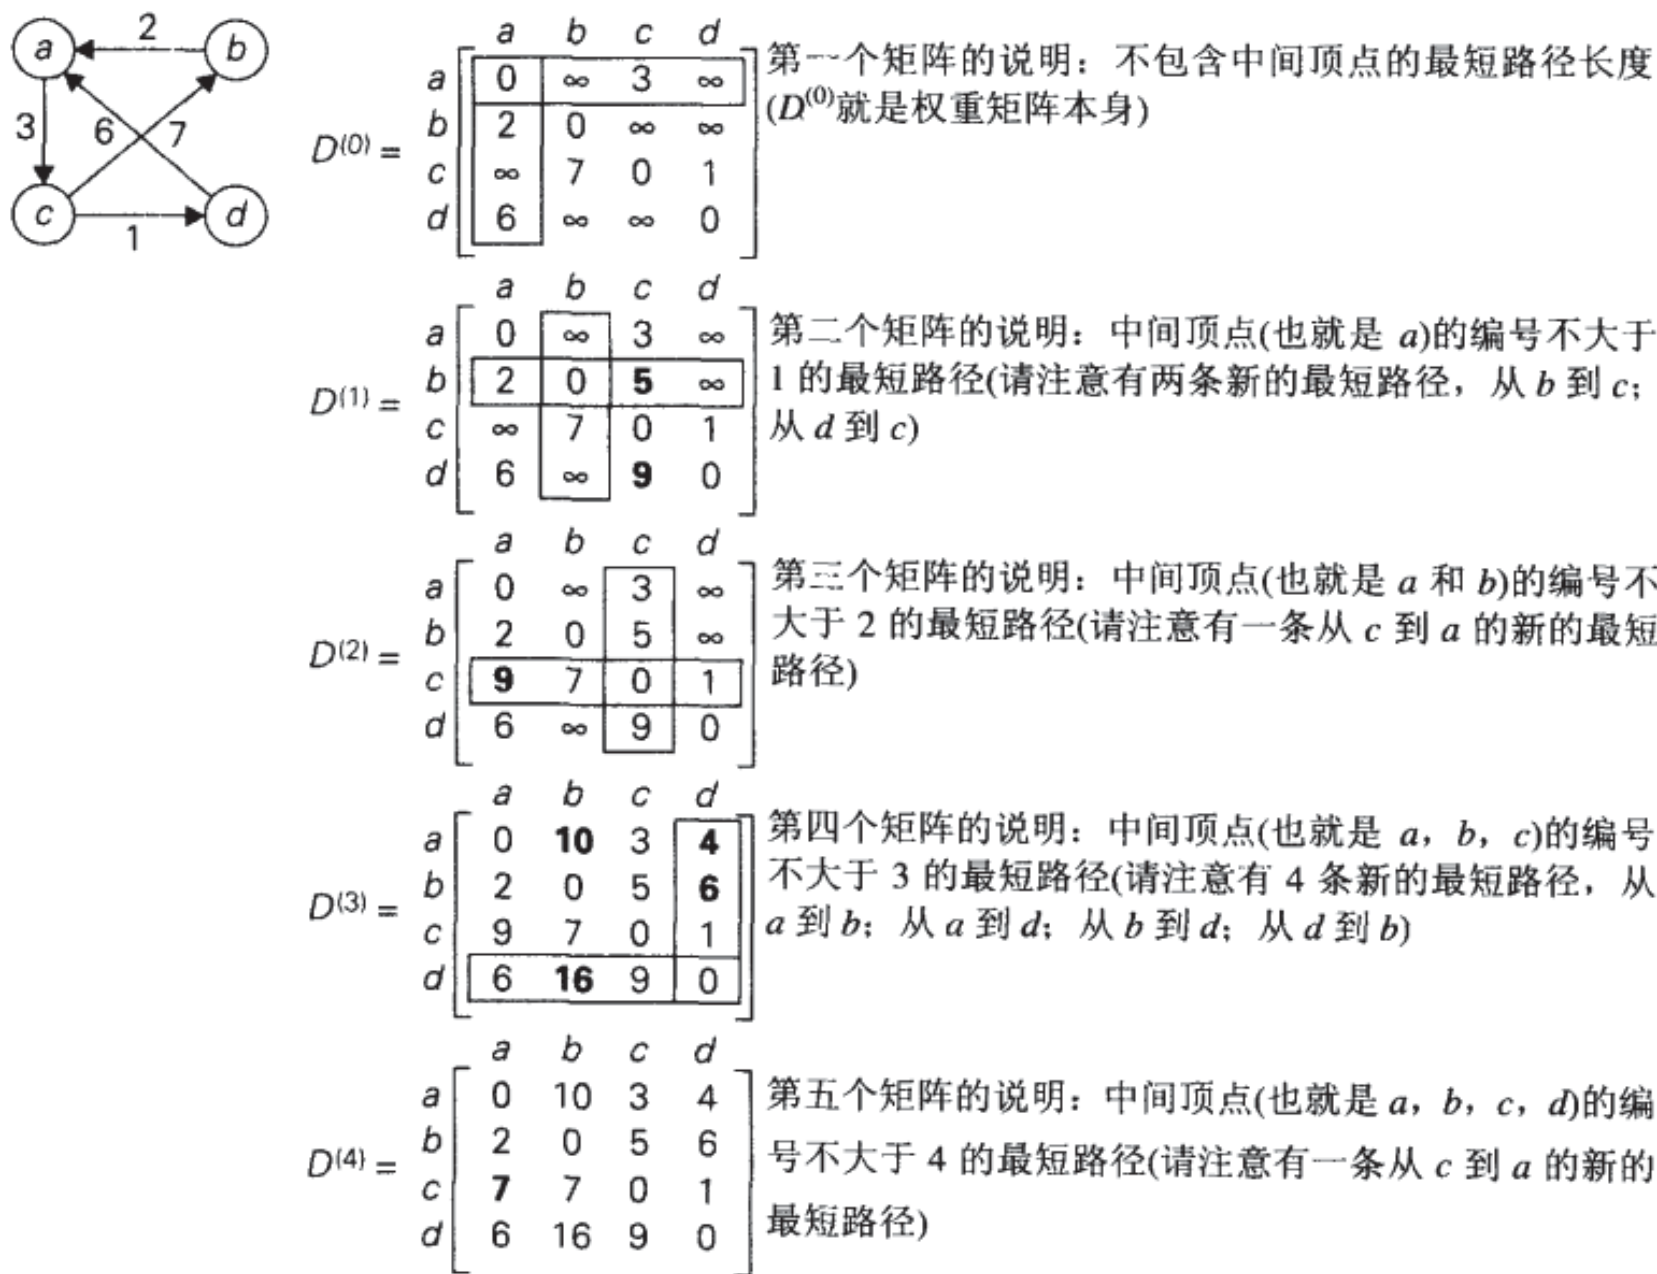 a 2 b
3 6 7
c 1 d
a b c d
a 0 ∞ 3 ∞
b 2 0 ∞ ∞
D(0) =
c ∞ 7 0 1
d 6 ∞ ∞ 0
第一个矩阵的说明：不包含中间顶点的最短路径长度
(D(0)就是权重矩阵本身)
a b c d
a 0 ∞ 3 ∞
b 2 0 5 ∞
D(1) =
c ∞ 7 0 1
d 6 ∞ 9 0
第二个矩阵的说明：中间顶点(也就是 a)的编号不大于
1 的最短路径(请注意有两条新的最短路径，从 b 到 c；
从 d 到 c)
a b c d
a 0 ∞ 3 ∞
b 2 0 5 ∞
D(2) =
c 9 7 0 1
d 6 ∞ 9 0
第三个矩阵的说明：中间顶点(也就是 a 和 b)的编号不
大于 2 的最短路径(请注意有一条从 c 到 a 的新的最短
路径)
a b c d
a 0 10 3 4
b 2 0 5 6
D(3) =
c 9 7 0 1
d 6 16 9 0
第四个矩阵的说明：中间顶点(也就是 a，b，c)的编号
不大于 3 的最短路径(请注意有 4 条新的最短路径，从
a 到 b；从 a 到 d；从 b 到 d；从 d 到 b)
a b c d
a 0 10 3 4
b 2 0 5 6
D(4) =
c 7 7 0 1
d 6 16 9 0
第五个矩阵的说明：中间顶点(也就是 a，b，c，d)的编
号不大于 4 的最短路径(请注意有一条从 c 到 a 的新的
最短路径)